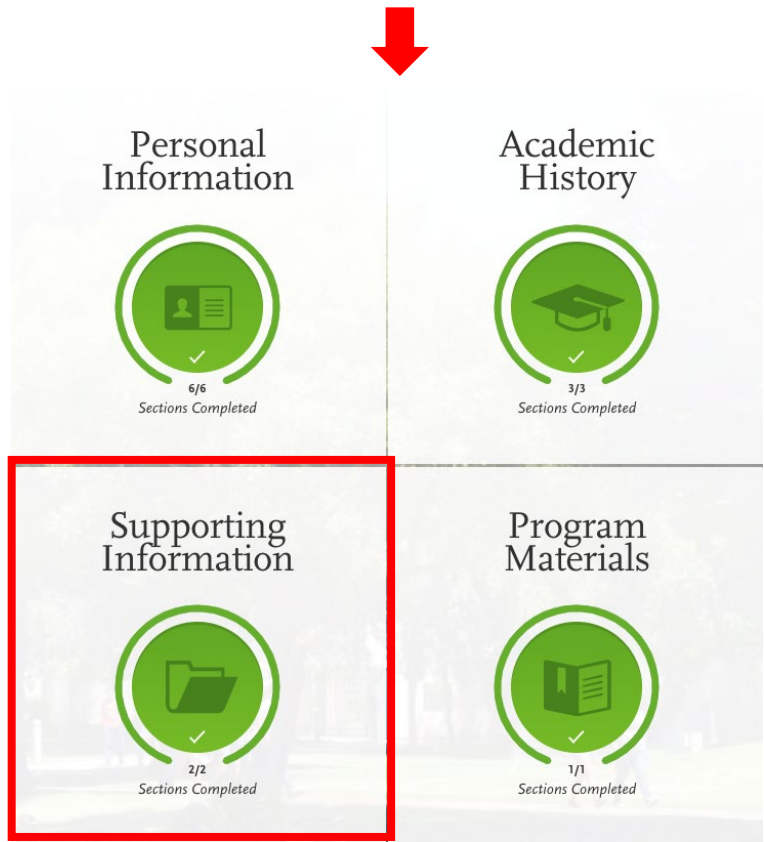 Personal
Information
6/6
Sections Completed
Academic
History
3/3
Sections Completed
Supporting
Information
2/2
Sections Completed
Program
Materials
1/1
Sections Completed